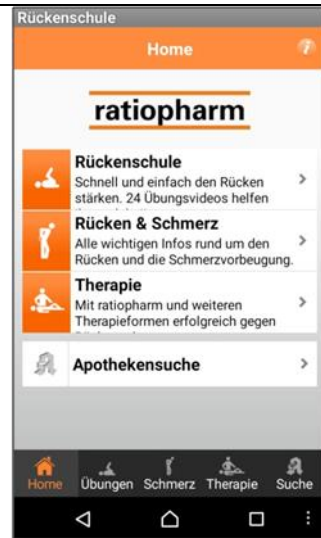 Rückenschule
Home
i
ratiopharm
Rückenschule
Schnell und einfach den Rücken
stärken. 24 Übungsvideos helfen
Rücken & Schmerz
Alle wichtigen Infos rund um den
Rücken und die Schmerzvorbeugung.
Therapie
Mit ratiopharm und weiteren
Therapieformen erfolgreich gegen
Apothekensuche
Home Übungen Schmerz Therapie Suche